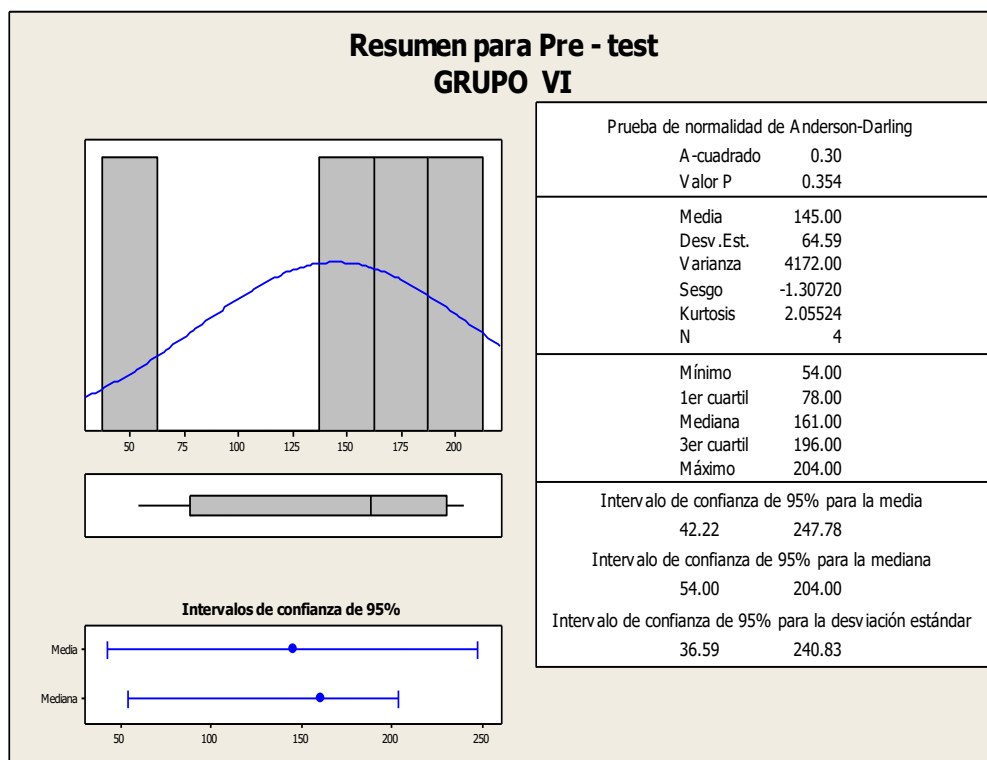 Resumen para Pre - test
GRUPO VI
50 75 100 125 150 175 200
Intervalos de confianza de 95%
Media
Mediana
50 100 150 200 250
Prueba de normalidad de Anderson-Darling
A-cuadrado 0.30
Valor P 0.354
Media 145.00
Desv.Est. 64.59
Varianza 4172.00
Sesgo -1.30720
Kurtosis 2.05524
N 4
Mínimo 54.00
1er cuartil 78.00
Mediana 161.00
3er cuartil 196.00
Máximo 204.00
Intervalo de confianza de 95% para la media
42.22 247.78
Intervalo de confianza de 95% para la mediana
54.00 204.00
Intervalo de confianza de 95% para la desviación estándar
36.59 240.83